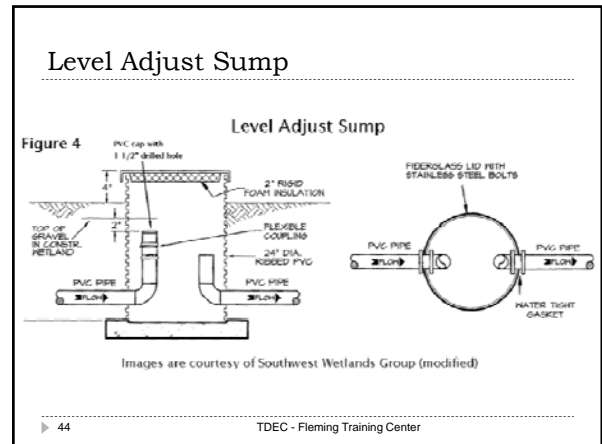 Level Adjust Sump
Level Adjust Sump
Figure 4
PVC cap with
1 1/2" drilled hole
4"
2" RIGID
FOAM INSULATION
TOP OF
GRAVEL
IN CONSTR.
WETLAND
2"
FLEXIBLE
COUPLING
24" DIA.
RIBBED PVC
PVC PIPE
FLOW
PVC PIPE
FLOW
FIBERGLASS LID WITH
STAINLESS STEEL BOLTS
PVC PIPE
FLOW
PVC PIPE
FLOW
WATER TIGHT
GASKET
Images are courtesy of Southwest Wetlands Group (modified)
44
TDEC - Fleming Training Center